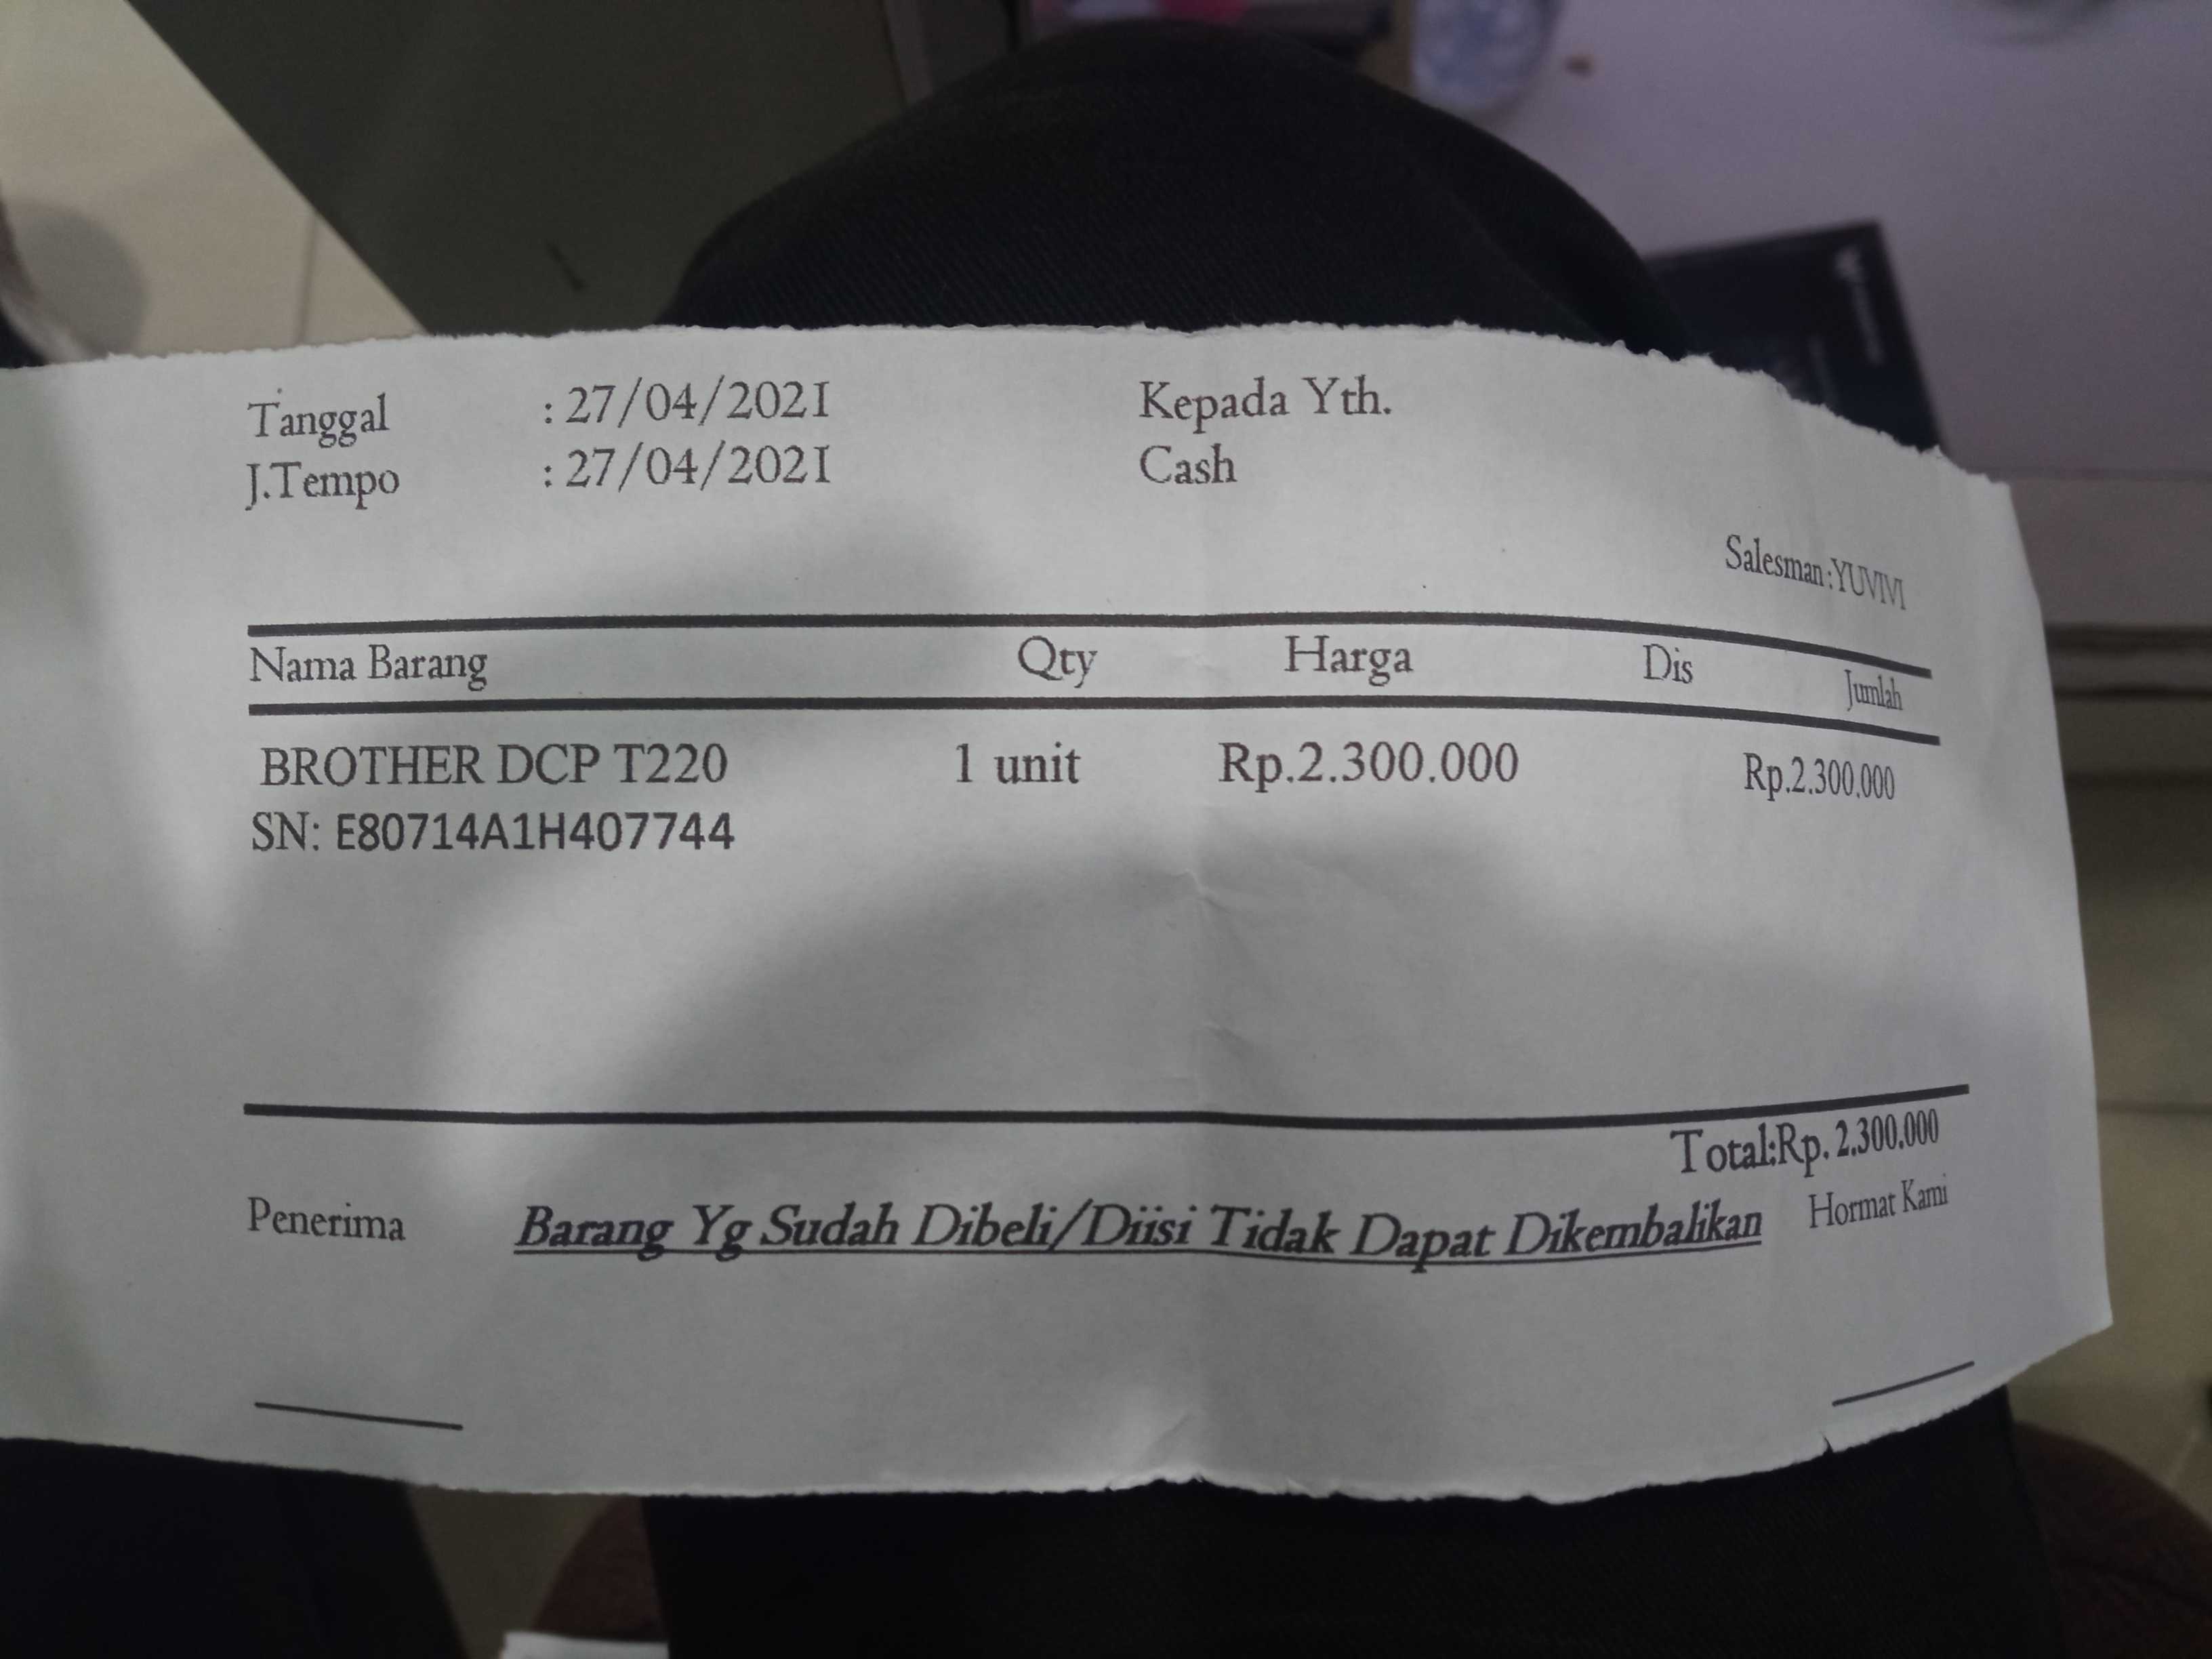 Tanggal : 27/04/2021 Kepada Yth.
J.Tempo : 27/04/2021 Cash
Salesman :YUVIVI
Nama Barang Qty Harga Dis Jumlah
BROTHER DCP T220 1 unit Rp.2.300.000 Rp.2.300.000
SN: E80714A1H407744
Total:Rp. 2.300.000
Penerima Barang Yg Sudah Dibeli/Diisi Tidak Dapat Dikembalikan Hormat Kami